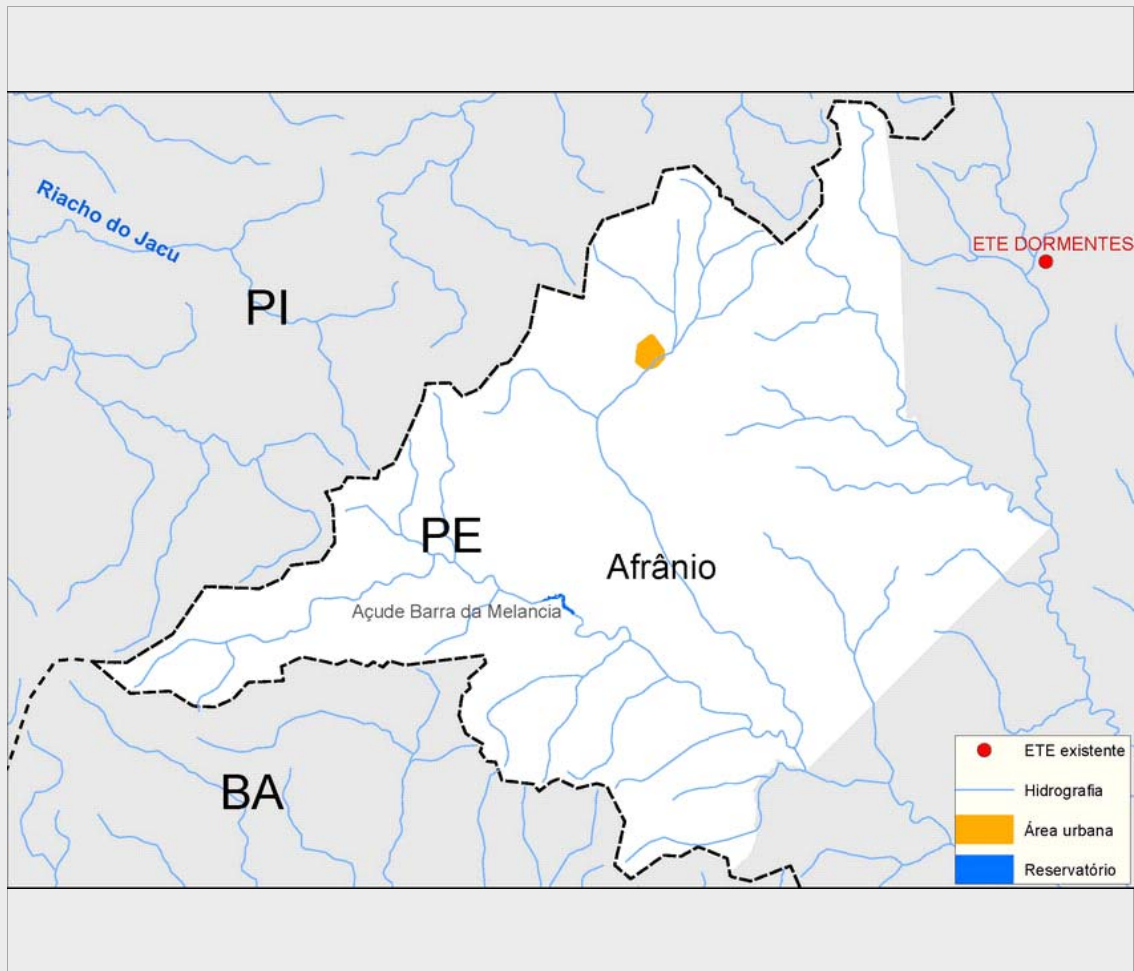 Riacho do Jacu
ETE DORMENTES
PI
PE
Afrânio
Açude Barra da Melancia
BA
ETE existente
Hidrografia
Área urbana
Reservatório